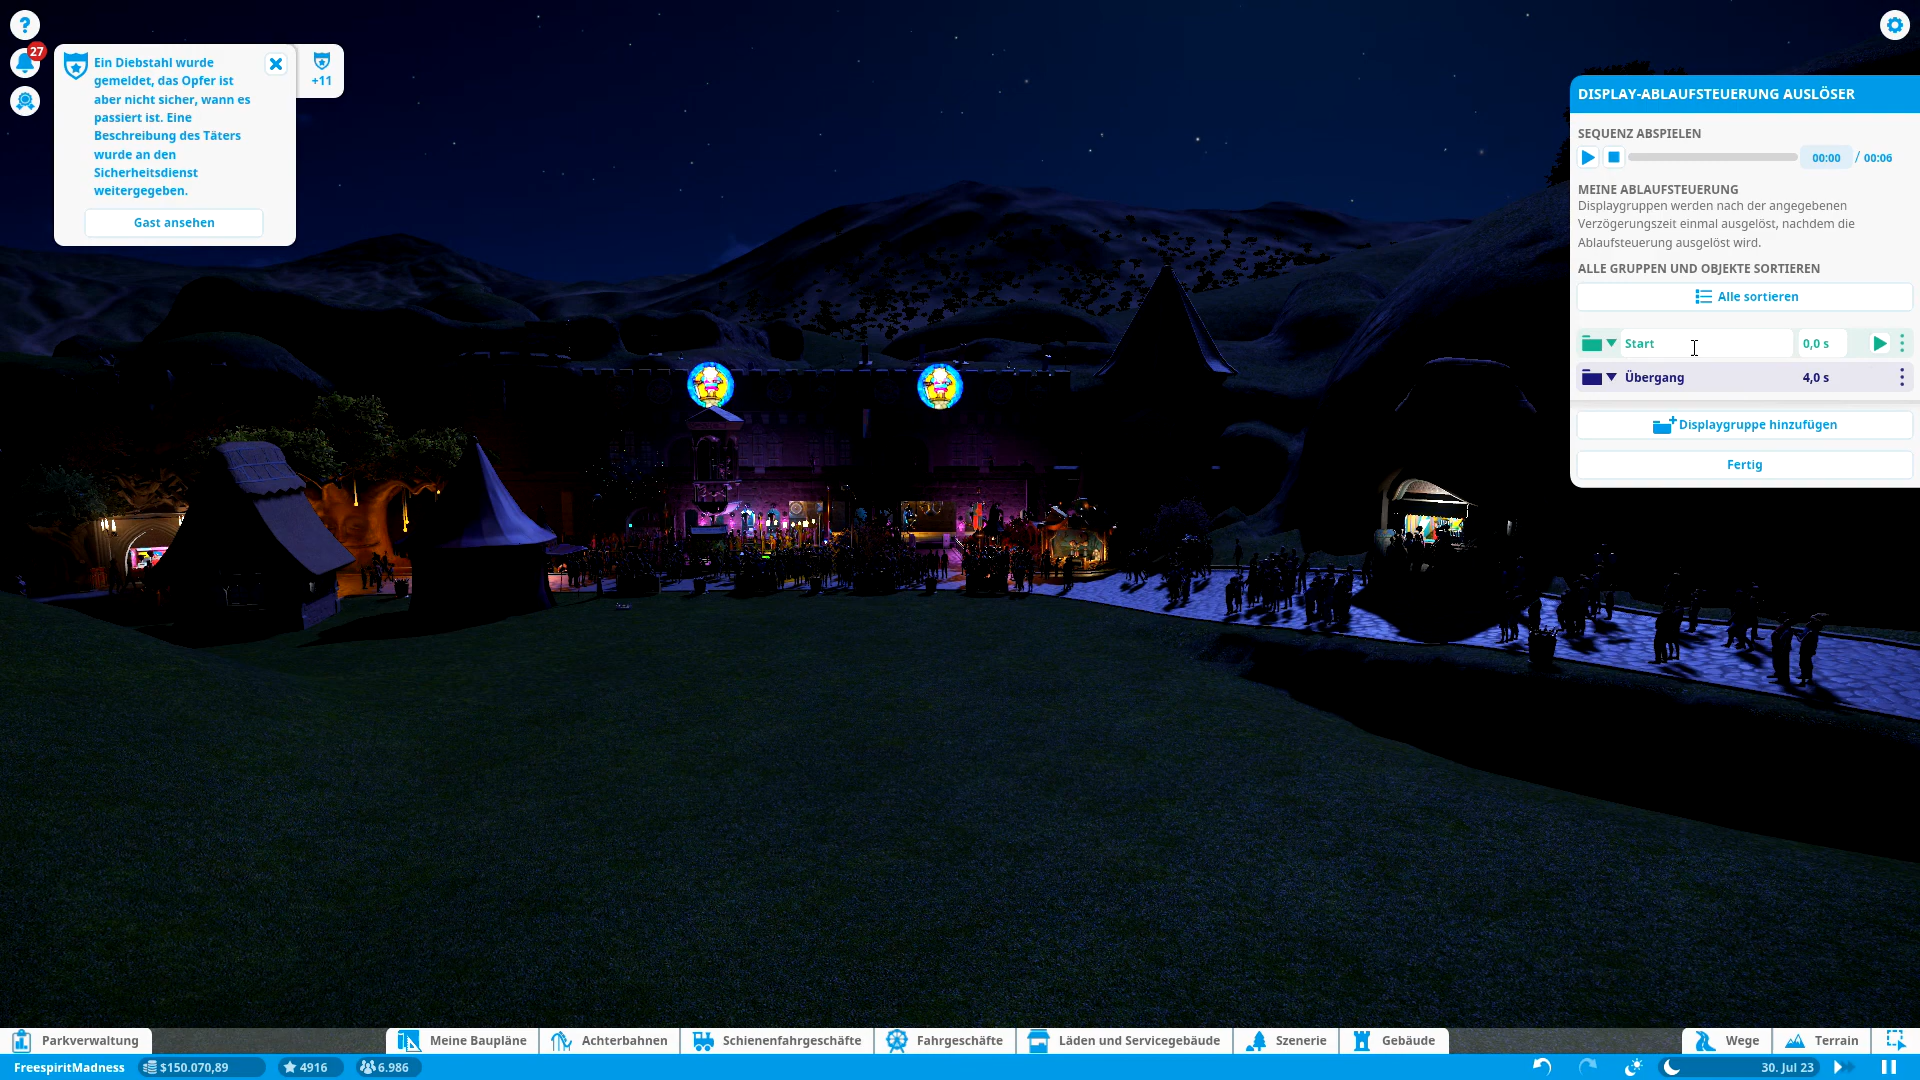 ?
27
Ein Diebstahl wurde
gemeldet, das Opfer ist
aber nicht sicher, wann es
passiert ist. Eine
Beschreibung des Täters
wurde an den
Sicherheitsdienst
weitergegeben.
Gast ansehen
+11
DISPLAY-ABLAUFSTEUERUNG AUSLÖSER
SEQUENZ ABSPIELEN
00:00 / 00:06
MEINE ABLAUFSTEUERUNG
Displaygruppen werden nach der angegebenen
Verzögerungszeit einmal ausgelöst, nachdem die
Ablaufsteuerung ausgelöst wird.
ALLE GRUPPEN UND OBJEKTE SORTIEREN
Alle sortieren
Start 0,0 s
Übergang 4,0 s
Displaygruppe hinzufügen
Fertig
Parkverwaltung
Meine Baupläne
Achterbahnen
Schienenfahrgeschäfte
Fahrgeschäfte
Läden und Servicegebäude
Szenerie
Gebäude
Wege
Terrain
FreespiritMadness
$150.070,89
4916
6.986
30. Jul 23